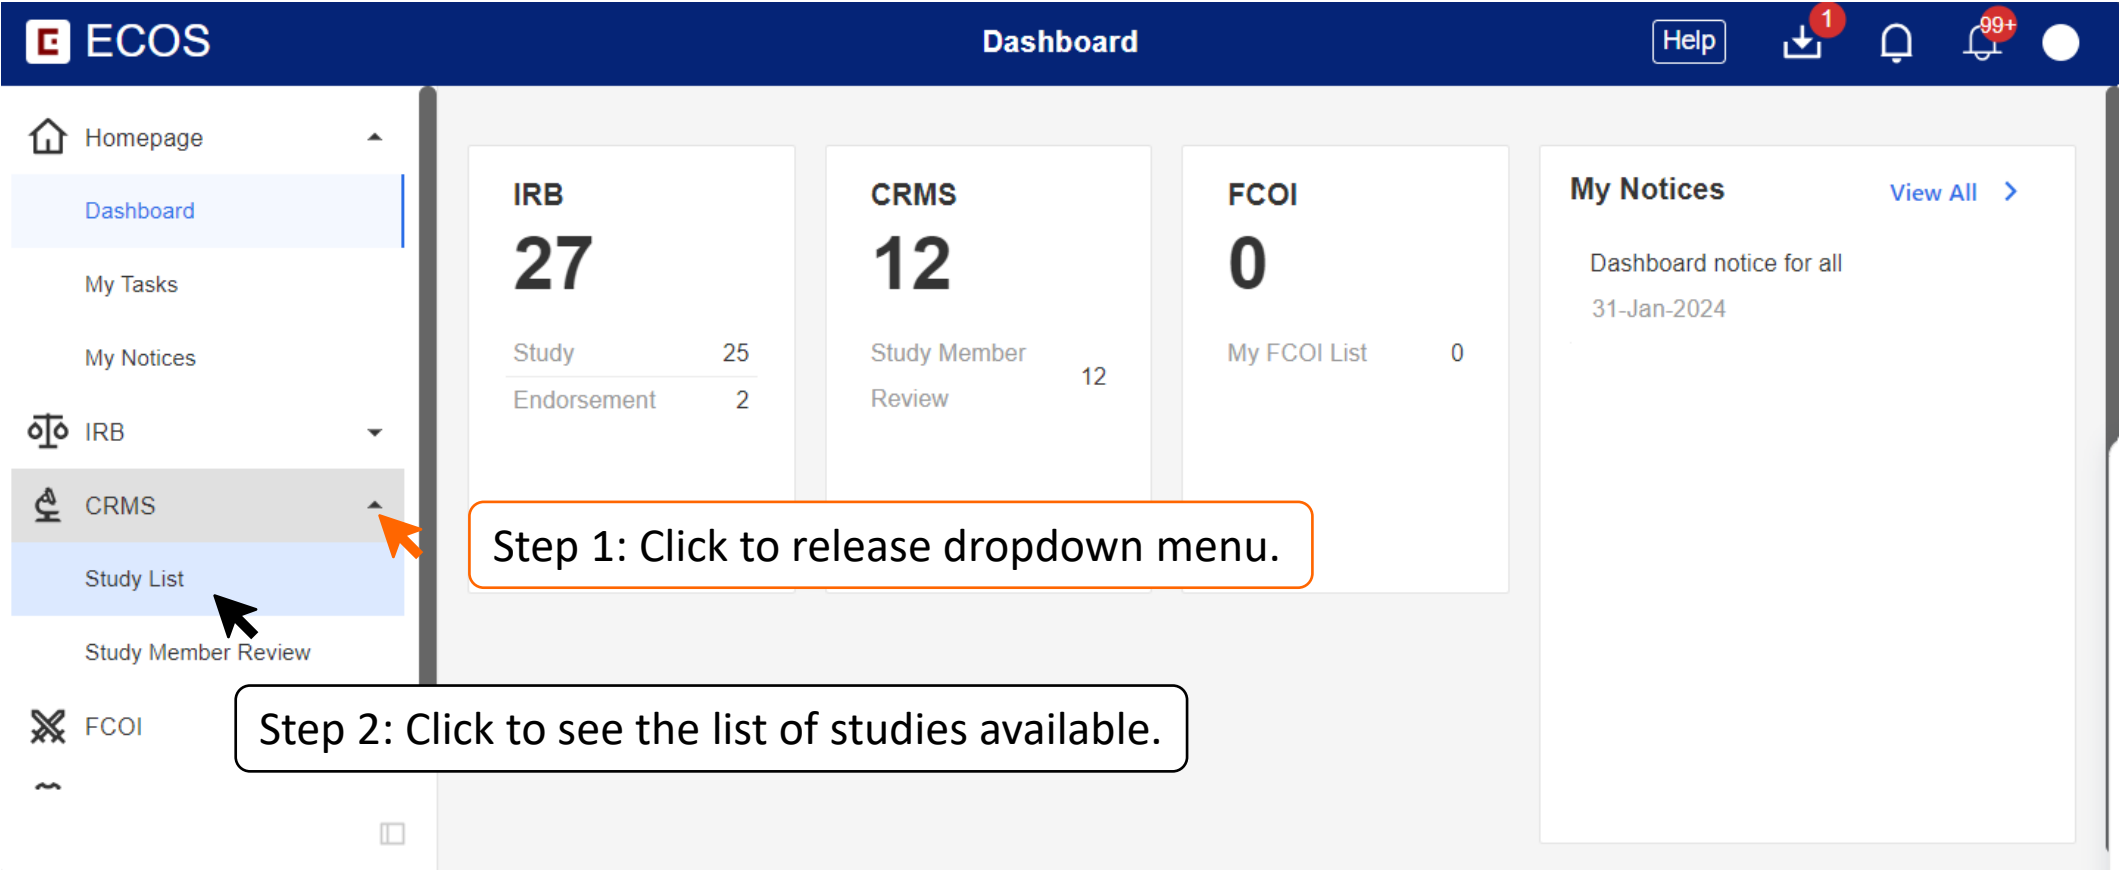 E ECOS
Dashboard
Help
1
99+
Homepage
Dashboard
My Tasks
My Notices
IRB
CRMS
Study List
Study Member Review
FCOI
IRB
27
Study 25
Endorsement 2
CRMS
12
Study Member
Review
12
FCOI
0
My FCOI List 0
My Notices
View All
Dashboard notice for all
31-Jan-2024
Step 1: Click to release dropdown menu.
Step 2: Click to see the list of studies available.